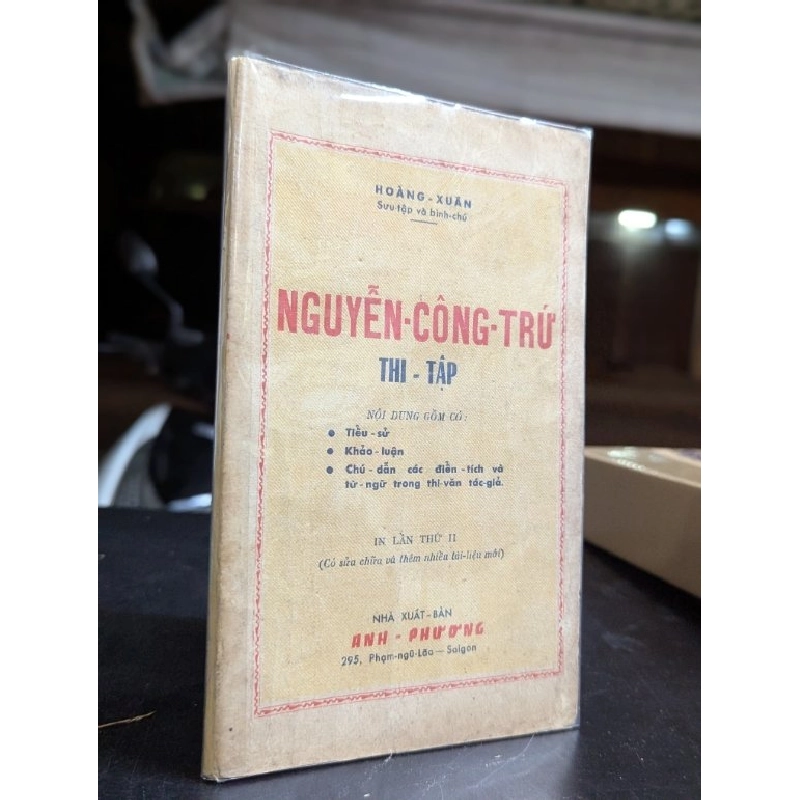 HOÀNG - XUÂN
Sưu-tập và bình-chú
NGUYỄN-CÔNG-TRỨ
THI - TẬP
NỘI DUNG GỒM CÓ :
● Tiểu-sử
● Khảo-luận
● Chú-dẫn các điển-tích và
từ-ngữ trong thi-văn tác-giả.
IN LẦN THỨ II
(Có sửa chữa và thêm nhiều tài-liệu mới)
NHÀ XUẤT-BẢN
ANH - PHƯƠNG
295, Phạm-ngũ-Lão — Saigon